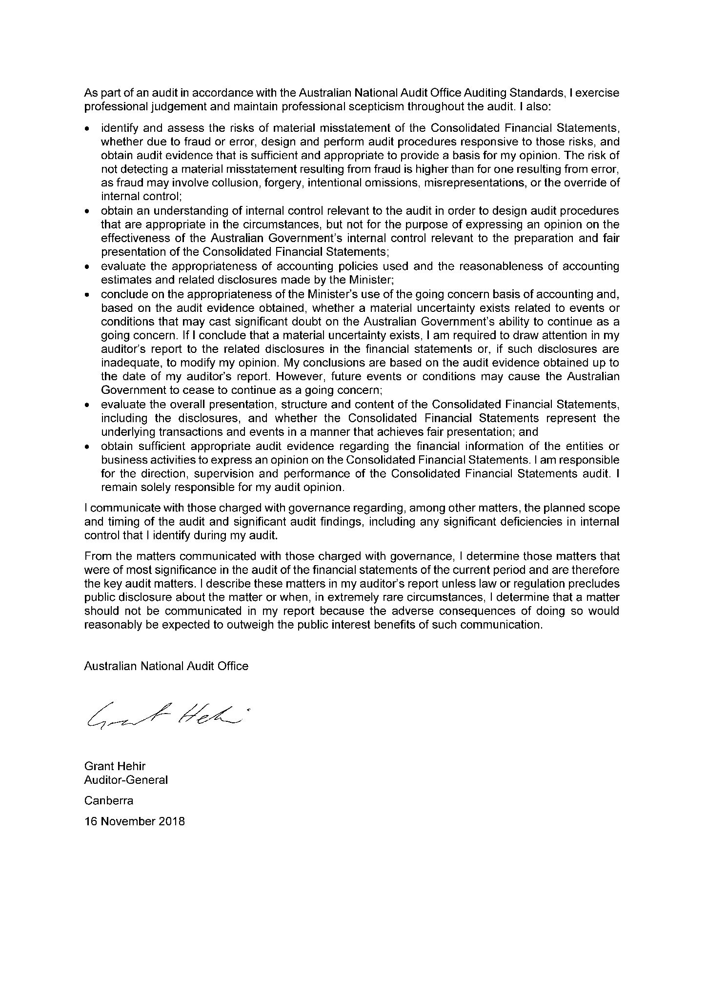 As part of an audit in accordance with the Australian National Audit Office Auditing Standards, I exercise
professional judgement and maintain professional scepticism throughout the audit. I also:
• identify and assess the risks of material misstatement of the Consolidated Financial Statements,
whether due to fraud or error, design and perform audit procedures responsive to those risks, and
obtain audit evidence that is sufficient and appropriate to provide a basis for my opinion. The risk of
not detecting a material misstatement resulting from fraud is higher than for one resulting from error,
as fraud may involve collusion, forgery, intentional omissions, misrepresentations, or the override of
internal control;
• obtain an understanding of internal control relevant to the audit in order to design audit procedures
that are appropriate in the circumstances, but not for the purpose of expressing an opinion on the
effectiveness of the Australian Government’s internal control relevant to the preparation and fair
presentation of the Consolidated Financial Statements;
• evaluate the appropriateness of accounting policies used and the reasonableness of accounting
estimates and related disclosures made by the Minister;
• conclude on the appropriateness of the Minister’s use of the going concern basis of accounting and,
based on the audit evidence obtained, whether a material uncertainty exists related to events or
conditions that may cast significant doubt on the Australian Government’s ability to continue as a
going concern. If I conclude that a material uncertainty exists, I am required to draw attention in my
auditor’s report to the related disclosures in the financial statements or, if such disclosures are
inadequate, to modify my opinion. My conclusions are based on the audit evidence obtained up to
the date of my auditor’s report. However, future events or conditions may cause the Australian
Government to cease to continue as a going concern;
• evaluate the overall presentation, structure and content of the Consolidated Financial Statements,
including the disclosures, and whether the Consolidated Financial Statements represent the
underlying transactions and events in a manner that achieves fair presentation; and
• obtain sufficient appropriate audit evidence regarding the financial information of the entities or
business activities to express an opinion on the Consolidated Financial Statements. I am responsible
for the direction, supervision and performance of the Consolidated Financial Statements audit. I
remain solely responsible for my audit opinion.
I communicate with those charged with governance regarding, among other matters, the planned scope
and timing of the audit and significant audit findings, including any significant deficiencies in internal
control that I identify during my audit.
From the matters communicated with those charged with governance, I determine those matters that
were of most significance in the audit of the financial statements of the current period and are therefore
the key audit matters. I describe these matters in my auditor’s report unless law or regulation precludes
public disclosure about the matter or when, in extremely rare circumstances, I determine that a matter
should not be communicated in my report because the adverse consequences of doing so would
reasonably be expected to outweigh the public interest benefits of such communication.
Australian National Audit Office
Grant Hehir
Grant Hehir
Auditor-General
Canberra
16 November 2018